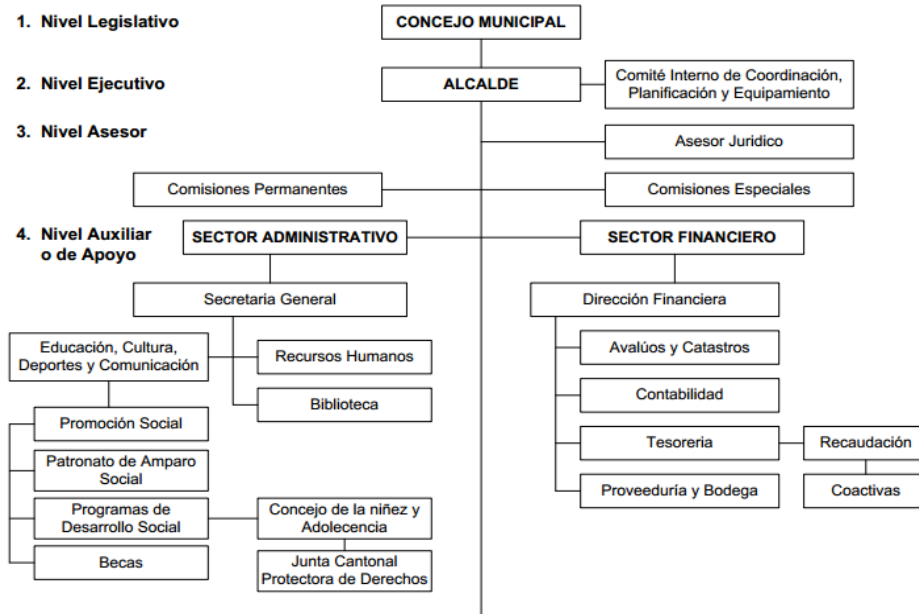 1. Nivel Legislativo
CONCEJO MUNICIPAL
2. Nivel Ejecutivo
ALCALDE
Comité Interno de Coordinación,
Planificación y Equipamiento
3. Nivel Asesor
Asesor Juridico
Comisiones Permanentes
Comisiones Especiales
4. Nivel Auxiliar
o de Apoyo
SECTOR ADMINISTRATIVO
SECTOR FINANCIERO
Secretaria General
Dirección Financiera
Educación, Cultura,
Deportes y Comunicación
Recursos Humanos
Avalúos y Catastros
Biblioteca
Contabilidad
Promoción Social
Tesoreria
Recaudación
Patronato de Amparo
Social
Proveeduría y Bodega
Coactivas
Programas de
Desarrollo Social
Concejo de la niñez y
Adolecencia
Becas
Junta Cantonal
Protectora de Derechos